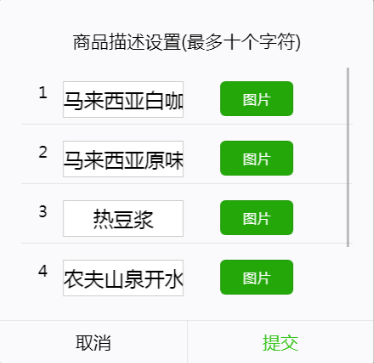 商品描述设置(最多十个字符)
1 马来西亚白咖 图片
2 马来西亚原味 图片
3 热豆浆 图片
4 农夫山泉开水 图片
取消 提交